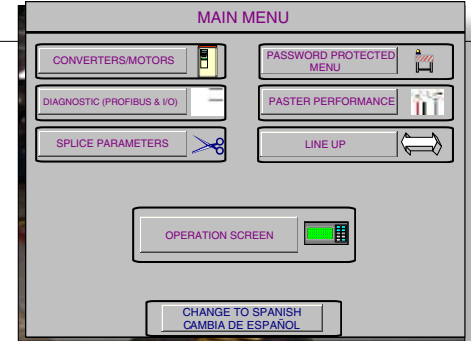 MAIN MENU
CONVERTERS/MOTORS
PASSWORD PROTECTED
MENU
DIAGNOSTIC (PROFIBUS & I/O)
PASTER PERFORMANCE
SPLICE PARAMETERS
LINE UP
OPERATION SCREEN
CHANGE TO SPANISH
CAMBIA DE ESPAÑOL